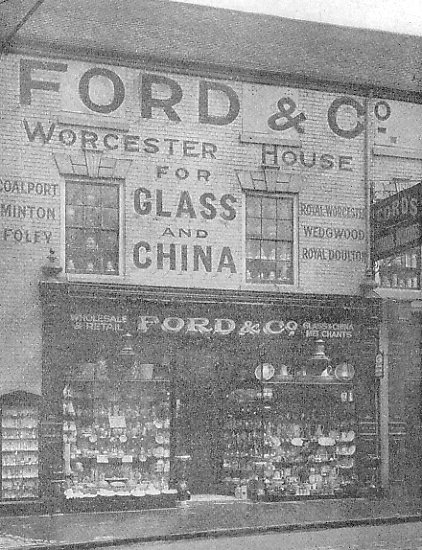 FORD & Co.
WORCESTER HOUSE
FOR
GLASS
AND
CHINA
COALPORT
MINTON
FOLEY
ROYAL WORCESTER
WEDGWOOD
ROYAL DOULTON
FORD'S
WHOLESALE
& RETAIL
FORD & Co.
GLASS & CHINA
MERCHANTS